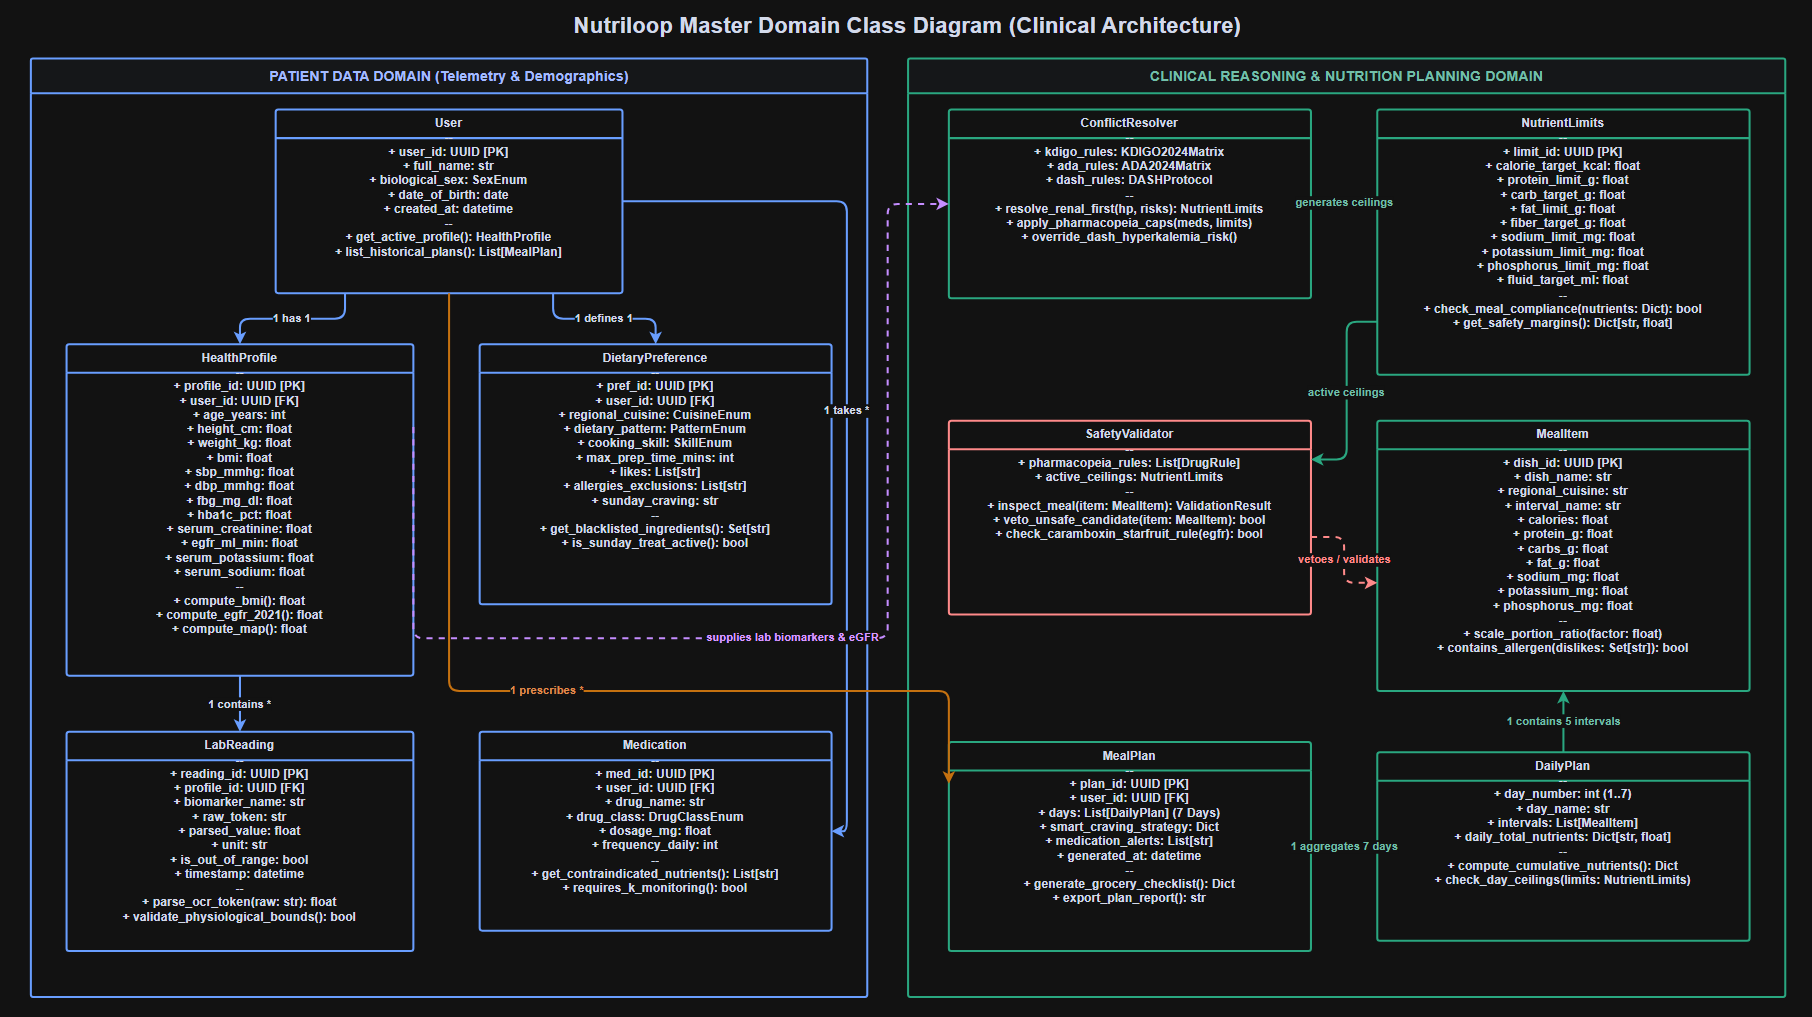 Nutriloop Master Domain Class Diagram (Clinical Architecture)
PATIENT DATA DOMAIN (Telemetry & Demographics)
User
--
+ user_id: UUID [PK]
+ full_name: str
+ biological_sex: SexEnum
+ date_of_birth: date
+ created_at: datetime
--
+ get_active_profile(): HealthProfile
+ list_historical_plans(): List[MealPlan]
1 has 1
1 defines 1
HealthProfile
--
+ profile_id: UUID [PK]
+ user_id: UUID [FK]
+ age_years: int
+ height_cm: float
+ weight_kg: float
+ bmi: float
+ sbp_mmhg: float
+ dbp_mmhg: float
+ fbg_mg_dl: float
+ hba1c_pct: float
+ serum_creatinine: float
+ egfr_ml_min: float
+ serum_potassium: float
+ serum_sodium: float
--
+ compute_bmi(): float
+ compute_egfr_2021(): float
+ compute_map(): float
DietaryPreference
--
+ pref_id: UUID [PK]
+ user_id: UUID [FK]
+ regional_cuisine: CuisineEnum
+ dietary_pattern: PatternEnum
+ cooking_skill: SkillEnum
+ max_prep_time_mins: int
+ likes: List[str]
+ allergies_exclusions: List[str]
+ sunday_craving: str
--
+ get_blacklisted_ingredients(): Set[str]
+ is_sunday_treat_active(): bool
1 takes *
supplies lab biomarkers & eGFR
1 prescribes *
1 contains *
LabReading
--
+ reading_id: UUID [PK]
+ profile_id: UUID [FK]
+ biomarker_name: str
+ raw_token: str
+ parsed_value: float
+ unit: str
+ is_out_of_range: bool
+ timestamp: datetime
--
+ parse_ocr_token(raw: str): float
+ validate_physiological_bounds(): bool
Medication
--
+ med_id: UUID [PK]
+ user_id: UUID [FK]
+ drug_name: str
+ drug_class: DrugClassEnum
+ dosage_mg: float
+ frequency_daily: int
--
+ get_contraindicated_nutrients(): List[str]
+ requires_k_monitoring(): bool
CLINICAL REASONING & NUTRITION PLANNING DOMAIN
ConflictResolver
--
+ kdigo_rules: KDIGO2024Matrix
+ ada_rules: ADA2024Matrix
+ dash_rules: DASHProtocol
--
+ resolve_renal_first(hp, risks): NutrientLimits
+ apply_pharmacopeia_caps(meds, limits)
+ override_dash_hyperkalemia_risk()
generates ceilings
NutrientLimits
--
+ limit_id: UUID [PK]
+ calorie_target_kcal: float
+ protein_limit_g: float
+ carb_target_g: float
+ fat_limit_g: float
+ fiber_target_g: float
+ sodium_limit_mg: float
+ potassium_limit_mg: float
+ phosphorus_limit_mg: float
+ fluid_target_ml: float
--
+ check_meal_compliance(nutrients: Dict): bool
+ get_safety_margins(): Dict[str, float]
active ceilings
SafetyValidator
--
+ pharmacopeia_rules: List[DrugRule]
+ active_ceilings: NutrientLimits
--
+ inspect_meal(item: MealItem): ValidationResult
+ veto_unsafe_candidate(item: MealItem): bool
+ check_caramboxin_starfruit_rule(egfr): bool
vetoes / validates
MealItem
--
+ dish_id: UUID [PK]
+ dish_name: str
+ regional_cuisine: str
+ interval_name: str
+ calories: float
+ protein_g: float
+ carbs_g: float
+ fat_g: float
+ sodium_mg: float
+ potassium_mg: float
+ phosphorus_mg: float
--
+ scale_portion_ratio(factor: float)
+ contains_allergen(dislikes: Set[str]): bool
1 contains 5 intervals
MealPlan
--
+ plan_id: UUID [PK]
+ user_id: UUID [FK]
+ days: List[DailyPlan] (7 Days)
+ smart_craving_strategy: Dict
+ medication_alerts: List[str]
+ generated_at: datetime
--
+ generate_grocery_checklist(): Dict
+ export_plan_report(): str
1 aggregates 7 days
DailyPlan
--
+ day_number: int (1..7)
+ day_name: str
+ intervals: List[MealItem]
+ daily_total_nutrients: Dict[str, float]
--
+ compute_cumulative_nutrients(): Dict
+ check_day_ceilings(limits: NutrientLimits)